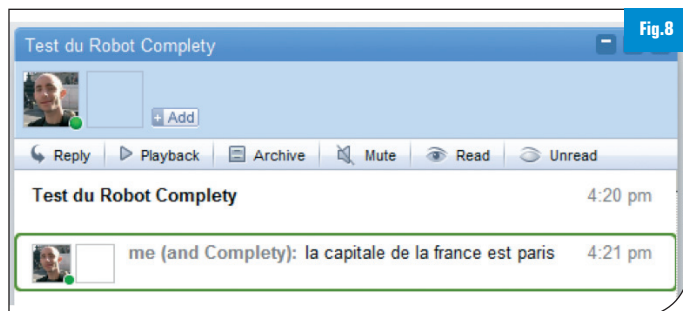 Fig.8
Test du Robot Complety
+ Add
Reply Playback Archive Mute Read Unread
Test du Robot Complety 4:20 pm
me (and Complety): la capitale de la france est paris 4:21 pm